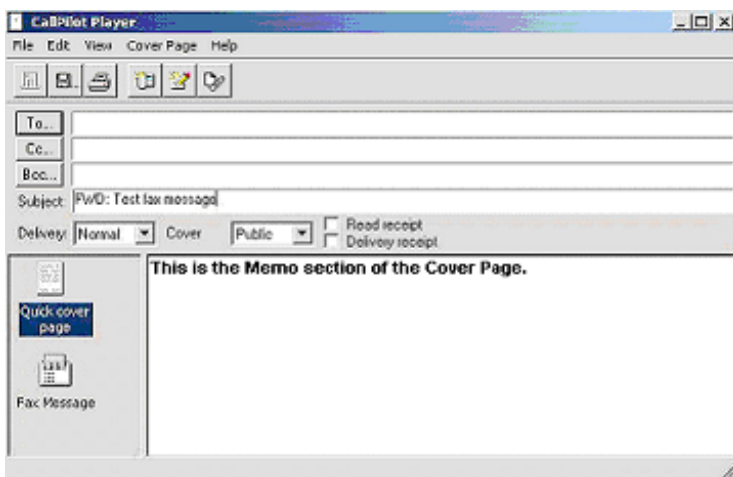 CallPilot Player
File Edit View Cover Page Help
To...
Cc...
Bcc...
Subject: FWD: Test fax message
Delivery: Normal Cover Public Read receipt
Delivery receipt
This is the Memo section of the Cover Page.
Quick cover
page
Fax Message